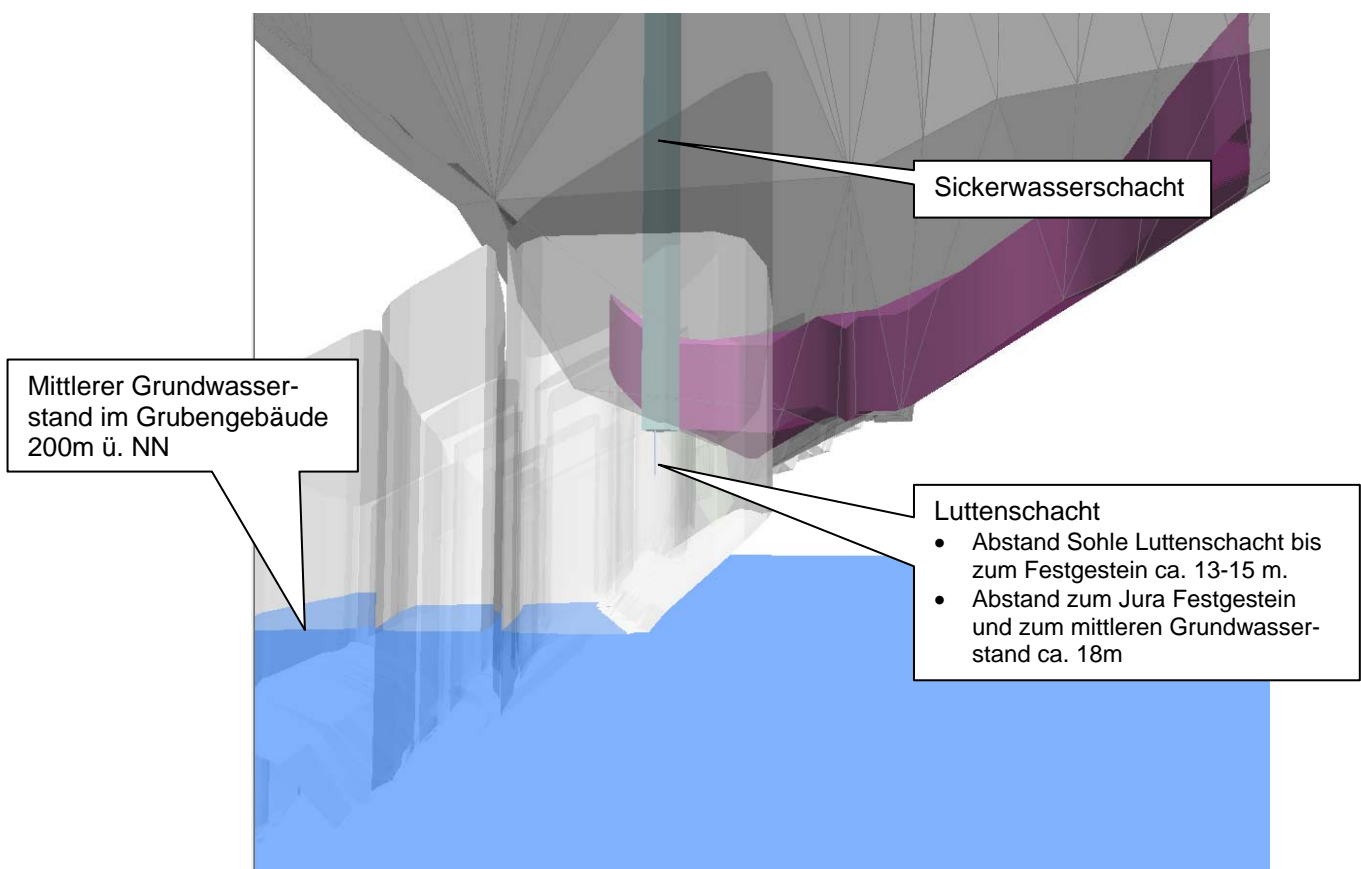 Sickerwasserschacht
Mittlerer Grundwasser-
stand im Grubengebäude
200m ü. NN
Luttenschacht
• Abstand Sohle Luttenschacht bis
zum Festgestein ca. 13-15 m.
• Abstand zum Jura Festgestein
und zum mittleren Grundwasser-
stand ca. 18m